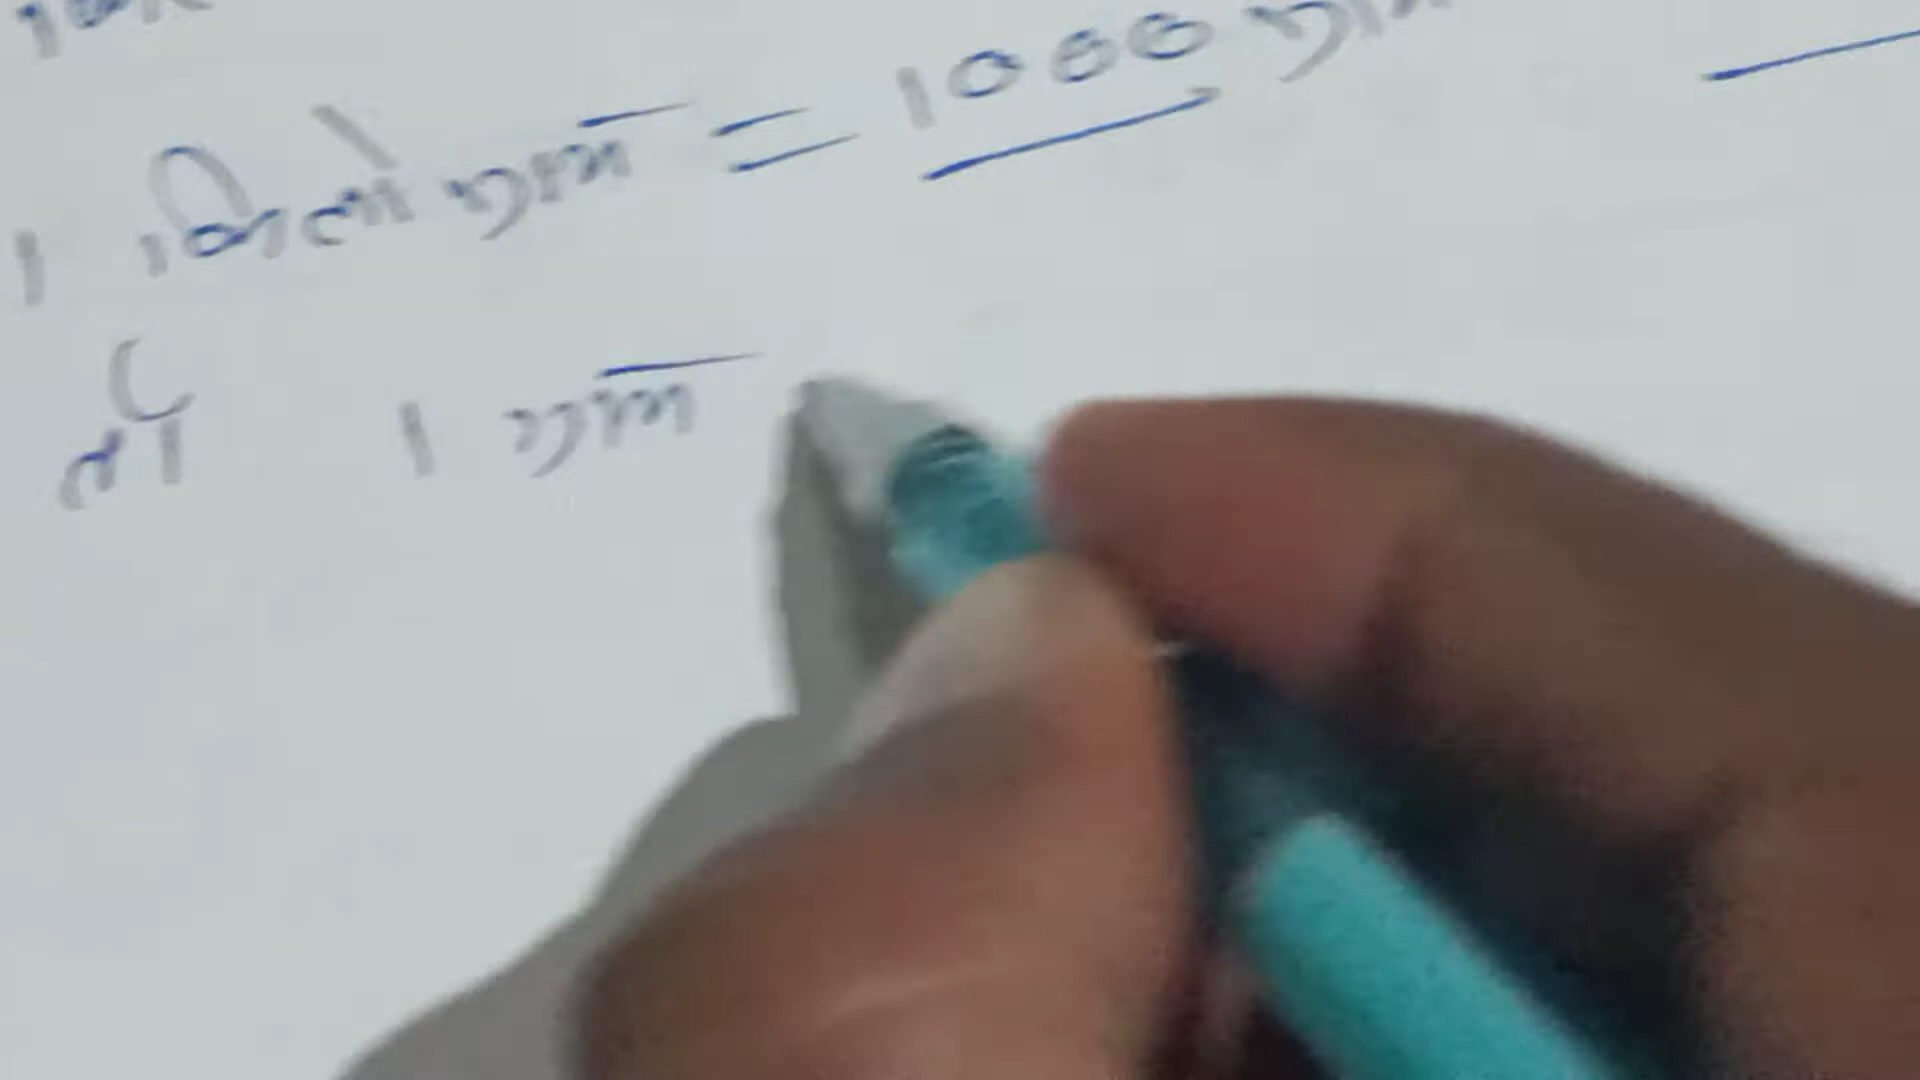 1 किलो ग्राम = 1000 ग्राम
तो 1 ग्राम